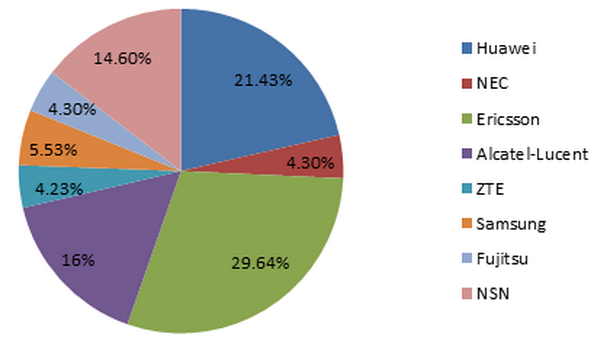 14.60%
21.43%
4.30%
5.53%
4.30%
4.23%
16%
29.64%
Huawei
NEC
Ericsson
Alcatel-Lucent
ZTE
Samsung
Fujitsu
NSN